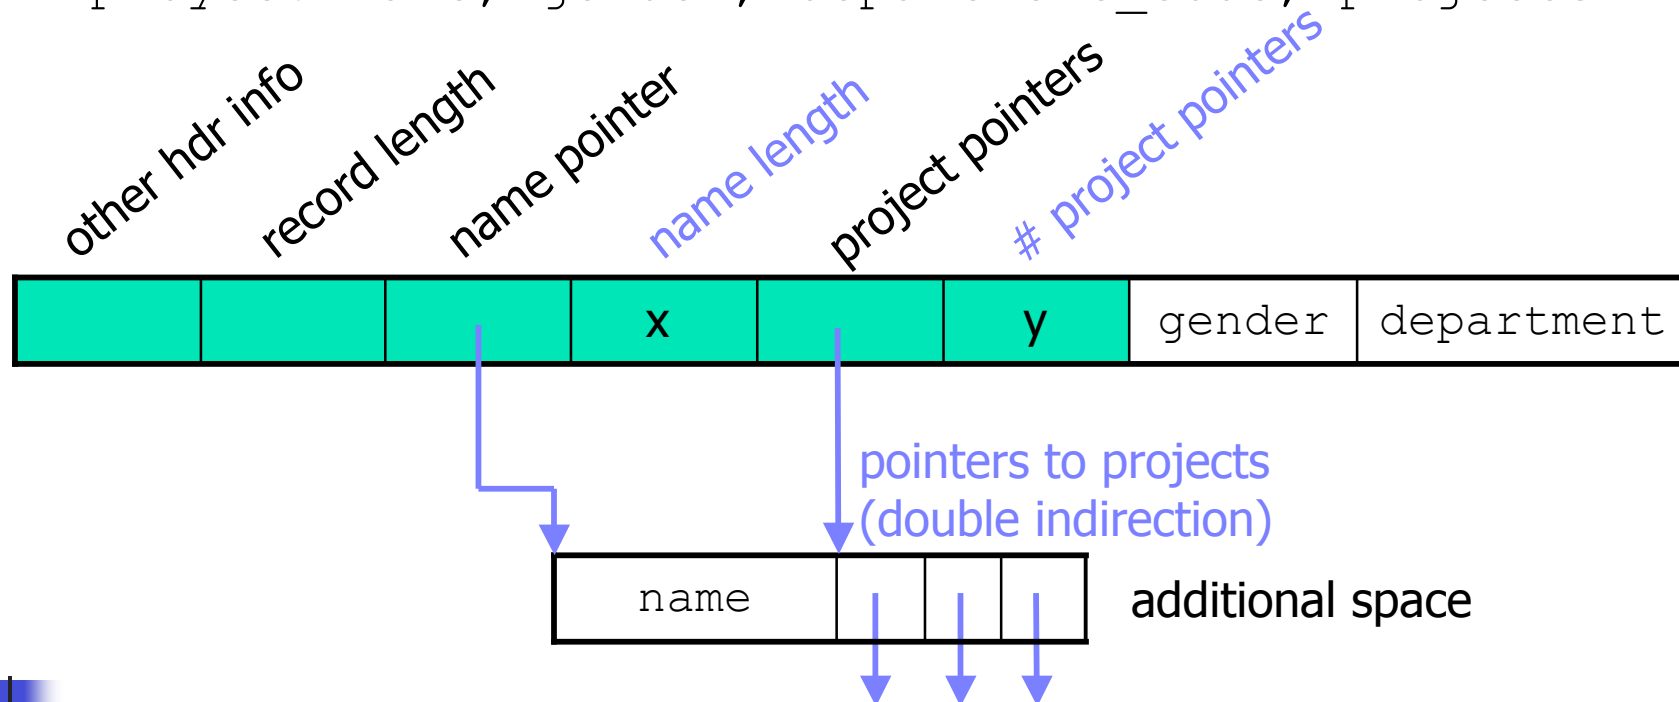 other hdr info
record length
name pointer
name length
project pointers
# project pointers
x
y
gender
department
pointers to projects
(double indirection)
name
additional space